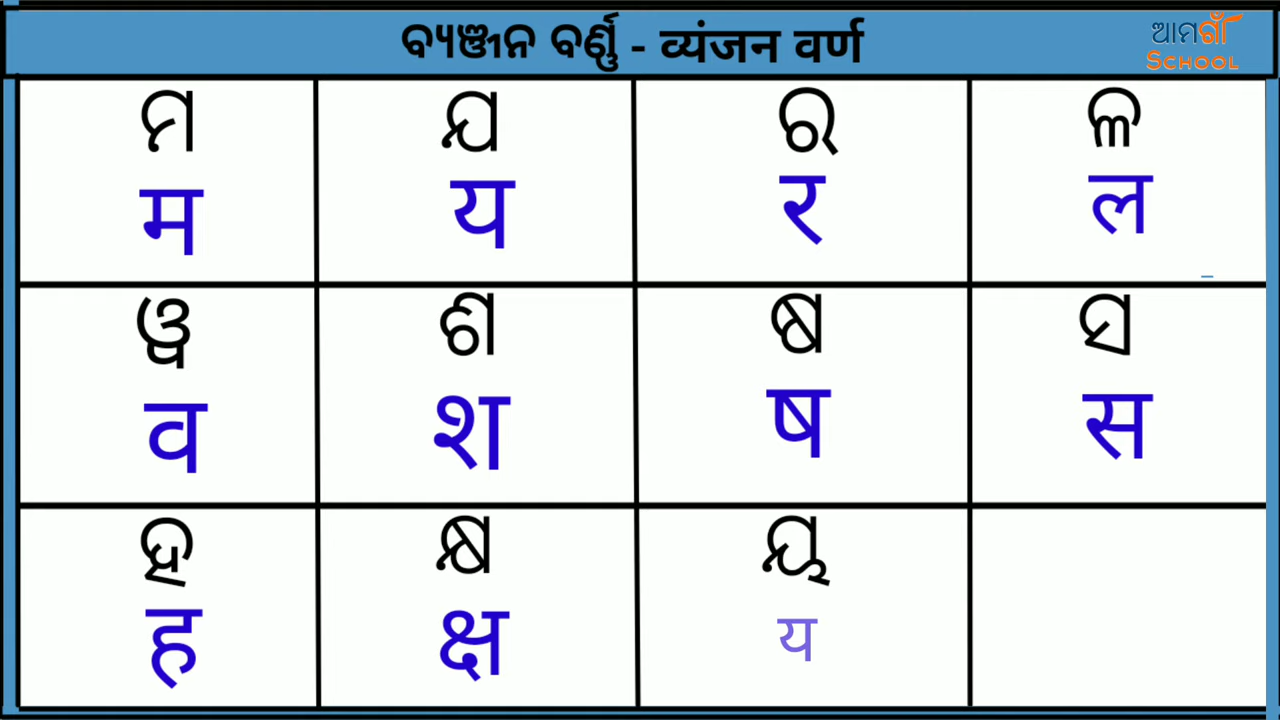 ବ୍ୟଞ୍ଜନ ବର୍ଣ୍ଣ - व्यंजन वर्ण
ଆମଗାଁ
SCHOOL
ମ ଯ ର ଳ
म य र ल
ୱ ଶ ଷ ସ
व श ष स
ହ କ୍ଷ ୟ
ह क्ष य